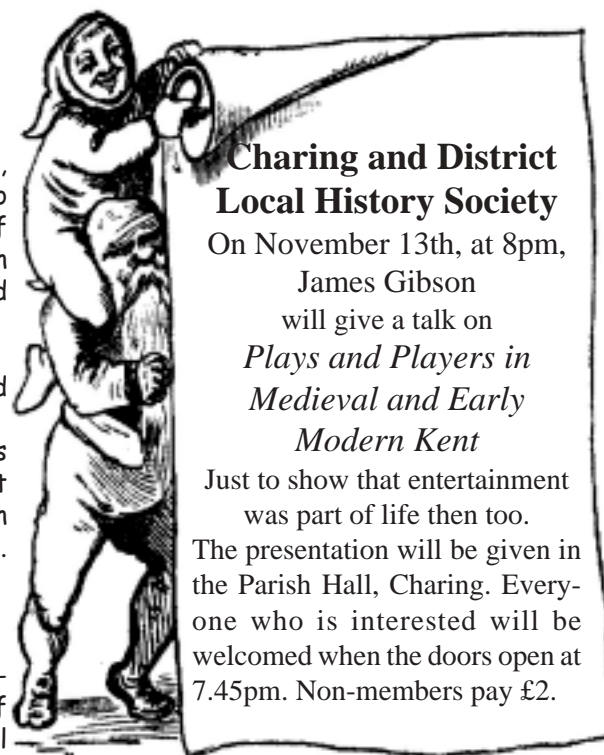 Charing and District
Local History Society
On November 13th, at 8pm,
James Gibson
will give a talk on
Plays and Players in
Medieval and Early
Modern Kent
Just to show that entertainment
was part of life then too.
The presentation will be given in
the Parish Hall, Charing. Every-
one who is interested will be
welcomed when the doors open at
7.45pm. Non-members pay £2.